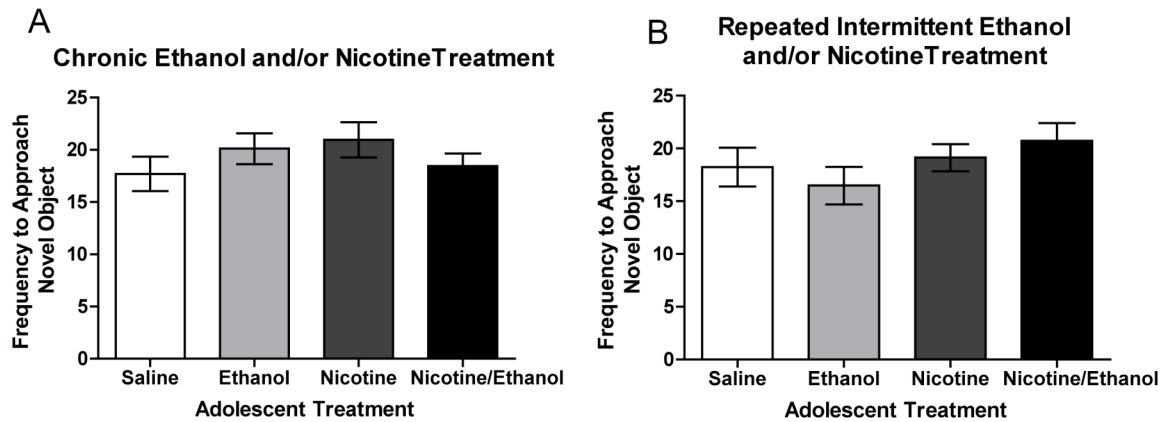 A
Chronic Ethanol and/or NicotineTreatment
Frequency to Approach
Novel Object
25
20
15
10
5
0
Saline
Ethanol
Nicotine
Nicotine/Ethanol
Adolescent Treatment
B
Repeated Intermittent Ethanol
and/or NicotineTreatment
Frequency to Approach
Novel Object
25
20
15
10
5
0
Saline
Ethanol
Nicotine
Nicotine/Ethanol
Adolescent Treatment